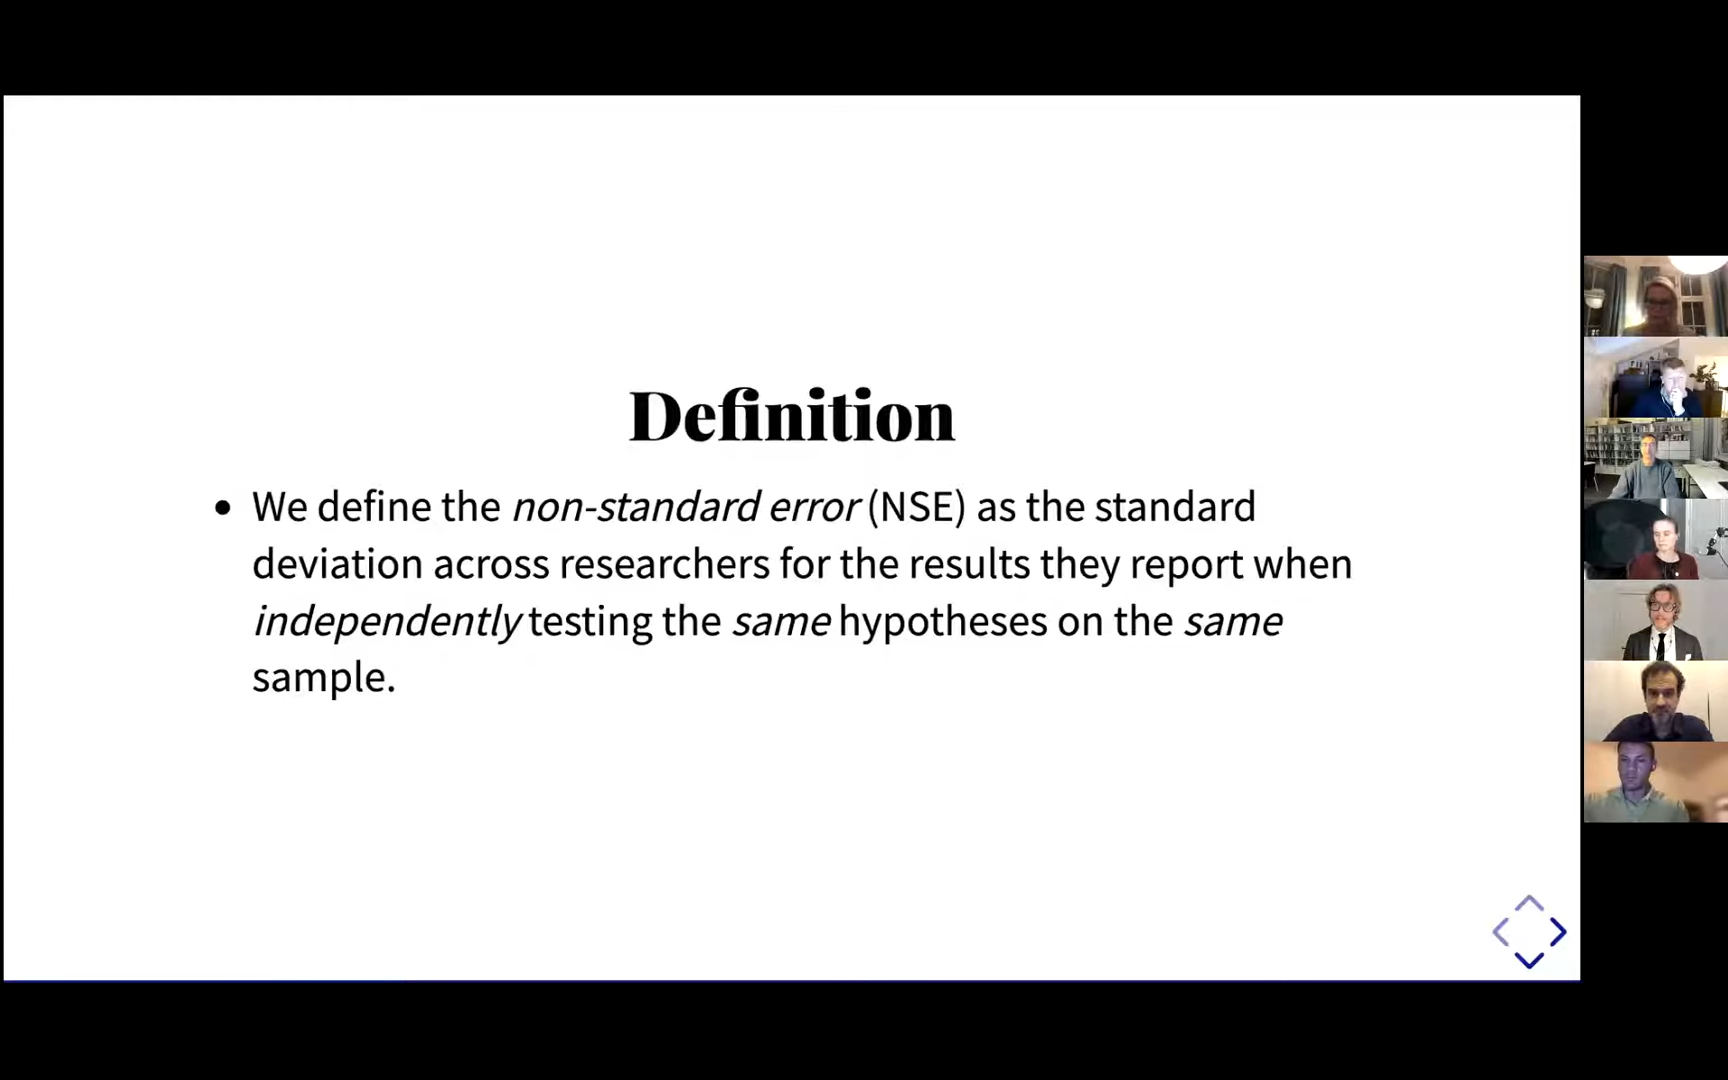 Definition
• We define the non-standard error (NSE) as the standard
deviation across researchers for the results they report when
independently testing the same hypotheses on the same
sample.